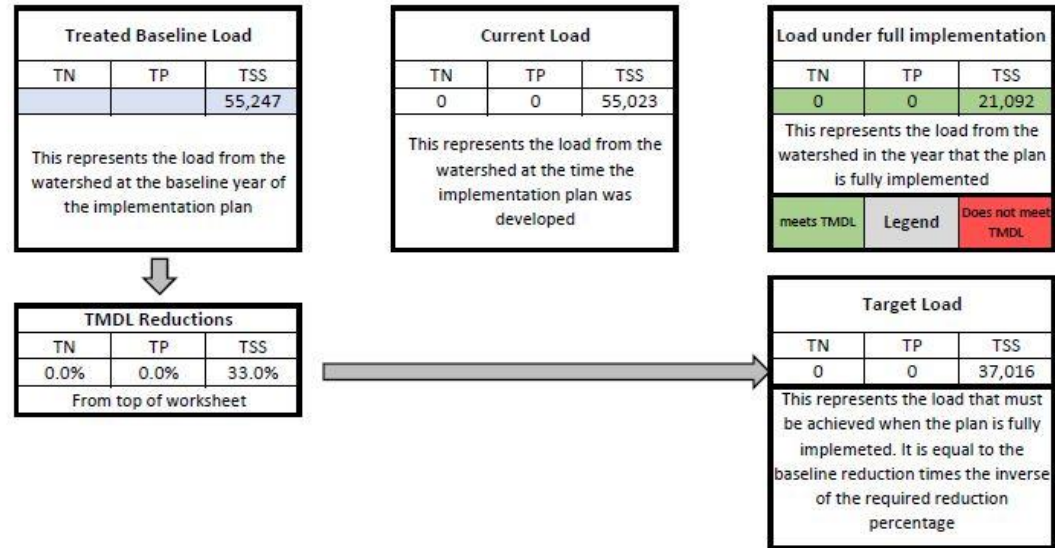 Treated Baseline Load
TN TP TSS
55,247
This represents the load from the
watershed at the baseline year of
the implementation plan
Current Load
TN TP TSS
0 0 55,023
This represents the load from the
watershed at the time the
implementation plan was
developed
Load under full implementation
TN TP TSS
0 0 21,092
This represents the load from the
watershed in the year that the plan
is fully implemented
meets TMDL Legend Does not meet
TMDL
TMDL Reductions
TN TP TSS
0.0% 0.0% 33.0%
From top of worksheet
Target Load
TN TP TSS
0 0 37,016
This represents the load that must
be achieved when the plan is fully
implemeted. It is equal to the
baseline reduction times the inverse
of the required reduction
percentage